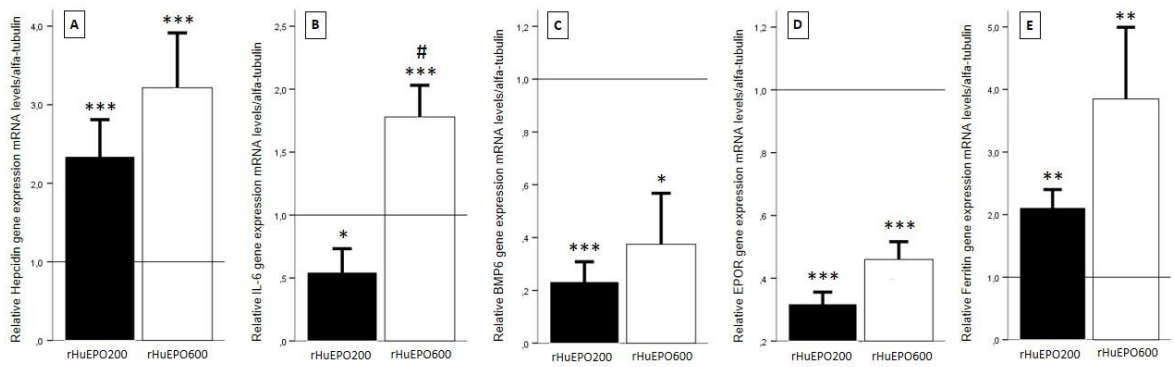 A
Relative Hepcidin gene expression mRNA levels/alfa-tubulin
4,0
3,0
2,0
1,0
,0
***
***
rHuEPO200
rHuEPO600
B
Relative IL-6 gene expression mRNA levels/alfa-tubulin
2,5
2,0
1,5
1,0
,5
,0
*
#
***
rHuEPO200
rHuEPO600
C
Relative BMP6 gene expression mRNA levels/alfa-tubulin
1,2
1,0
,8
,6
,4
,2
,0
***
*
rHuEPO200
rHuEPO600
D
Relative EPOR gene expression mRNA levels/alfa-tubulin
1,2
1,0
,8
,6
,4
,2
***
***
rHuEPO200
rHuEPO600
E
Relative Ferritin gene expression mRNA levels/alfa-tubulin
5,0
4,0
3,0
2,0
1,0
,0
**
**
rHuEPO200
rHuEPO600